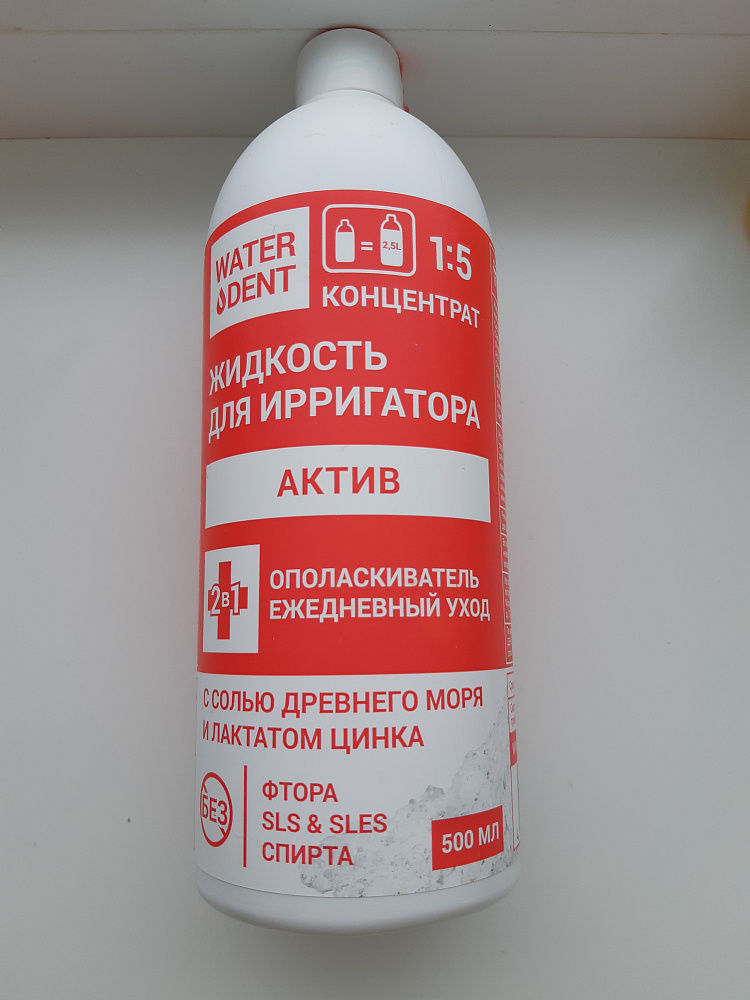 WATER
DENT
= 2,5L
1:5
КОНЦЕНТРАТ
ЖИДКОСТЬ
ДЛЯ ИРРИГАТОРА
АКТИВ
2в1
ОПОЛАСКИВАТЕЛЬ
ЕЖЕДНЕВНЫЙ УХОД
С СОЛЬЮ ДРЕВНЕГО МОРЯ
И ЛАКТАТОМ ЦИНКА
БЕЗ
ФТОРА
SLS & SLES
СПИРТА
500 МЛ